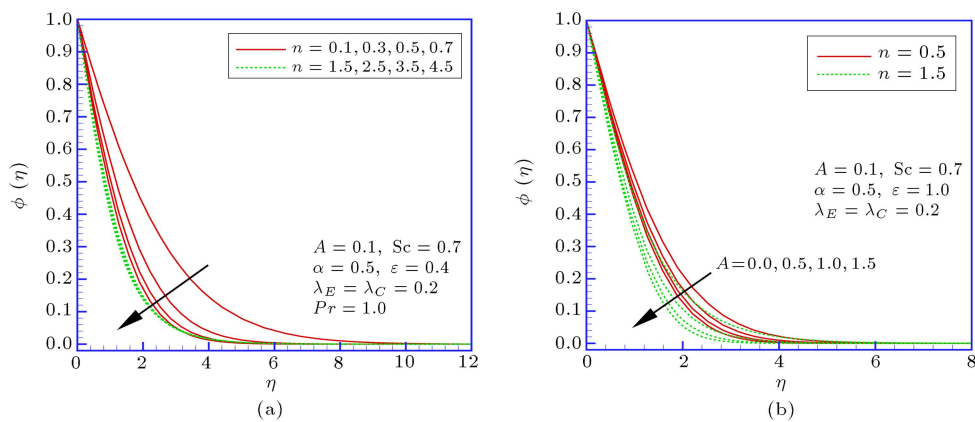 1.0
0.9
0.8
0.7
0.6
0.5
0.4
0.3
0.2
0.1
0.0
ϕ (η)
n = 0.1, 0.3, 0.5, 0.7
n = 1.5, 2.5, 3.5, 4.5
A = 0.1, Sc = 0.7
α = 0.5, ε = 0.4
λ_E = λ_C = 0.2
Pr = 1.0
0 2 4 6 8 10 12
η
(a)
1.0
0.9
0.8
0.7
0.6
0.5
0.4
0.3
0.2
0.1
0.0
ϕ (η)
n = 0.5
n = 1.5
A = 0.1, Sc = 0.7
α = 0.5, ε = 1.0
λ_E = λ_C = 0.2
A=0.0, 0.5, 1.0, 1.5
0 2 4 6 8
η
(b)